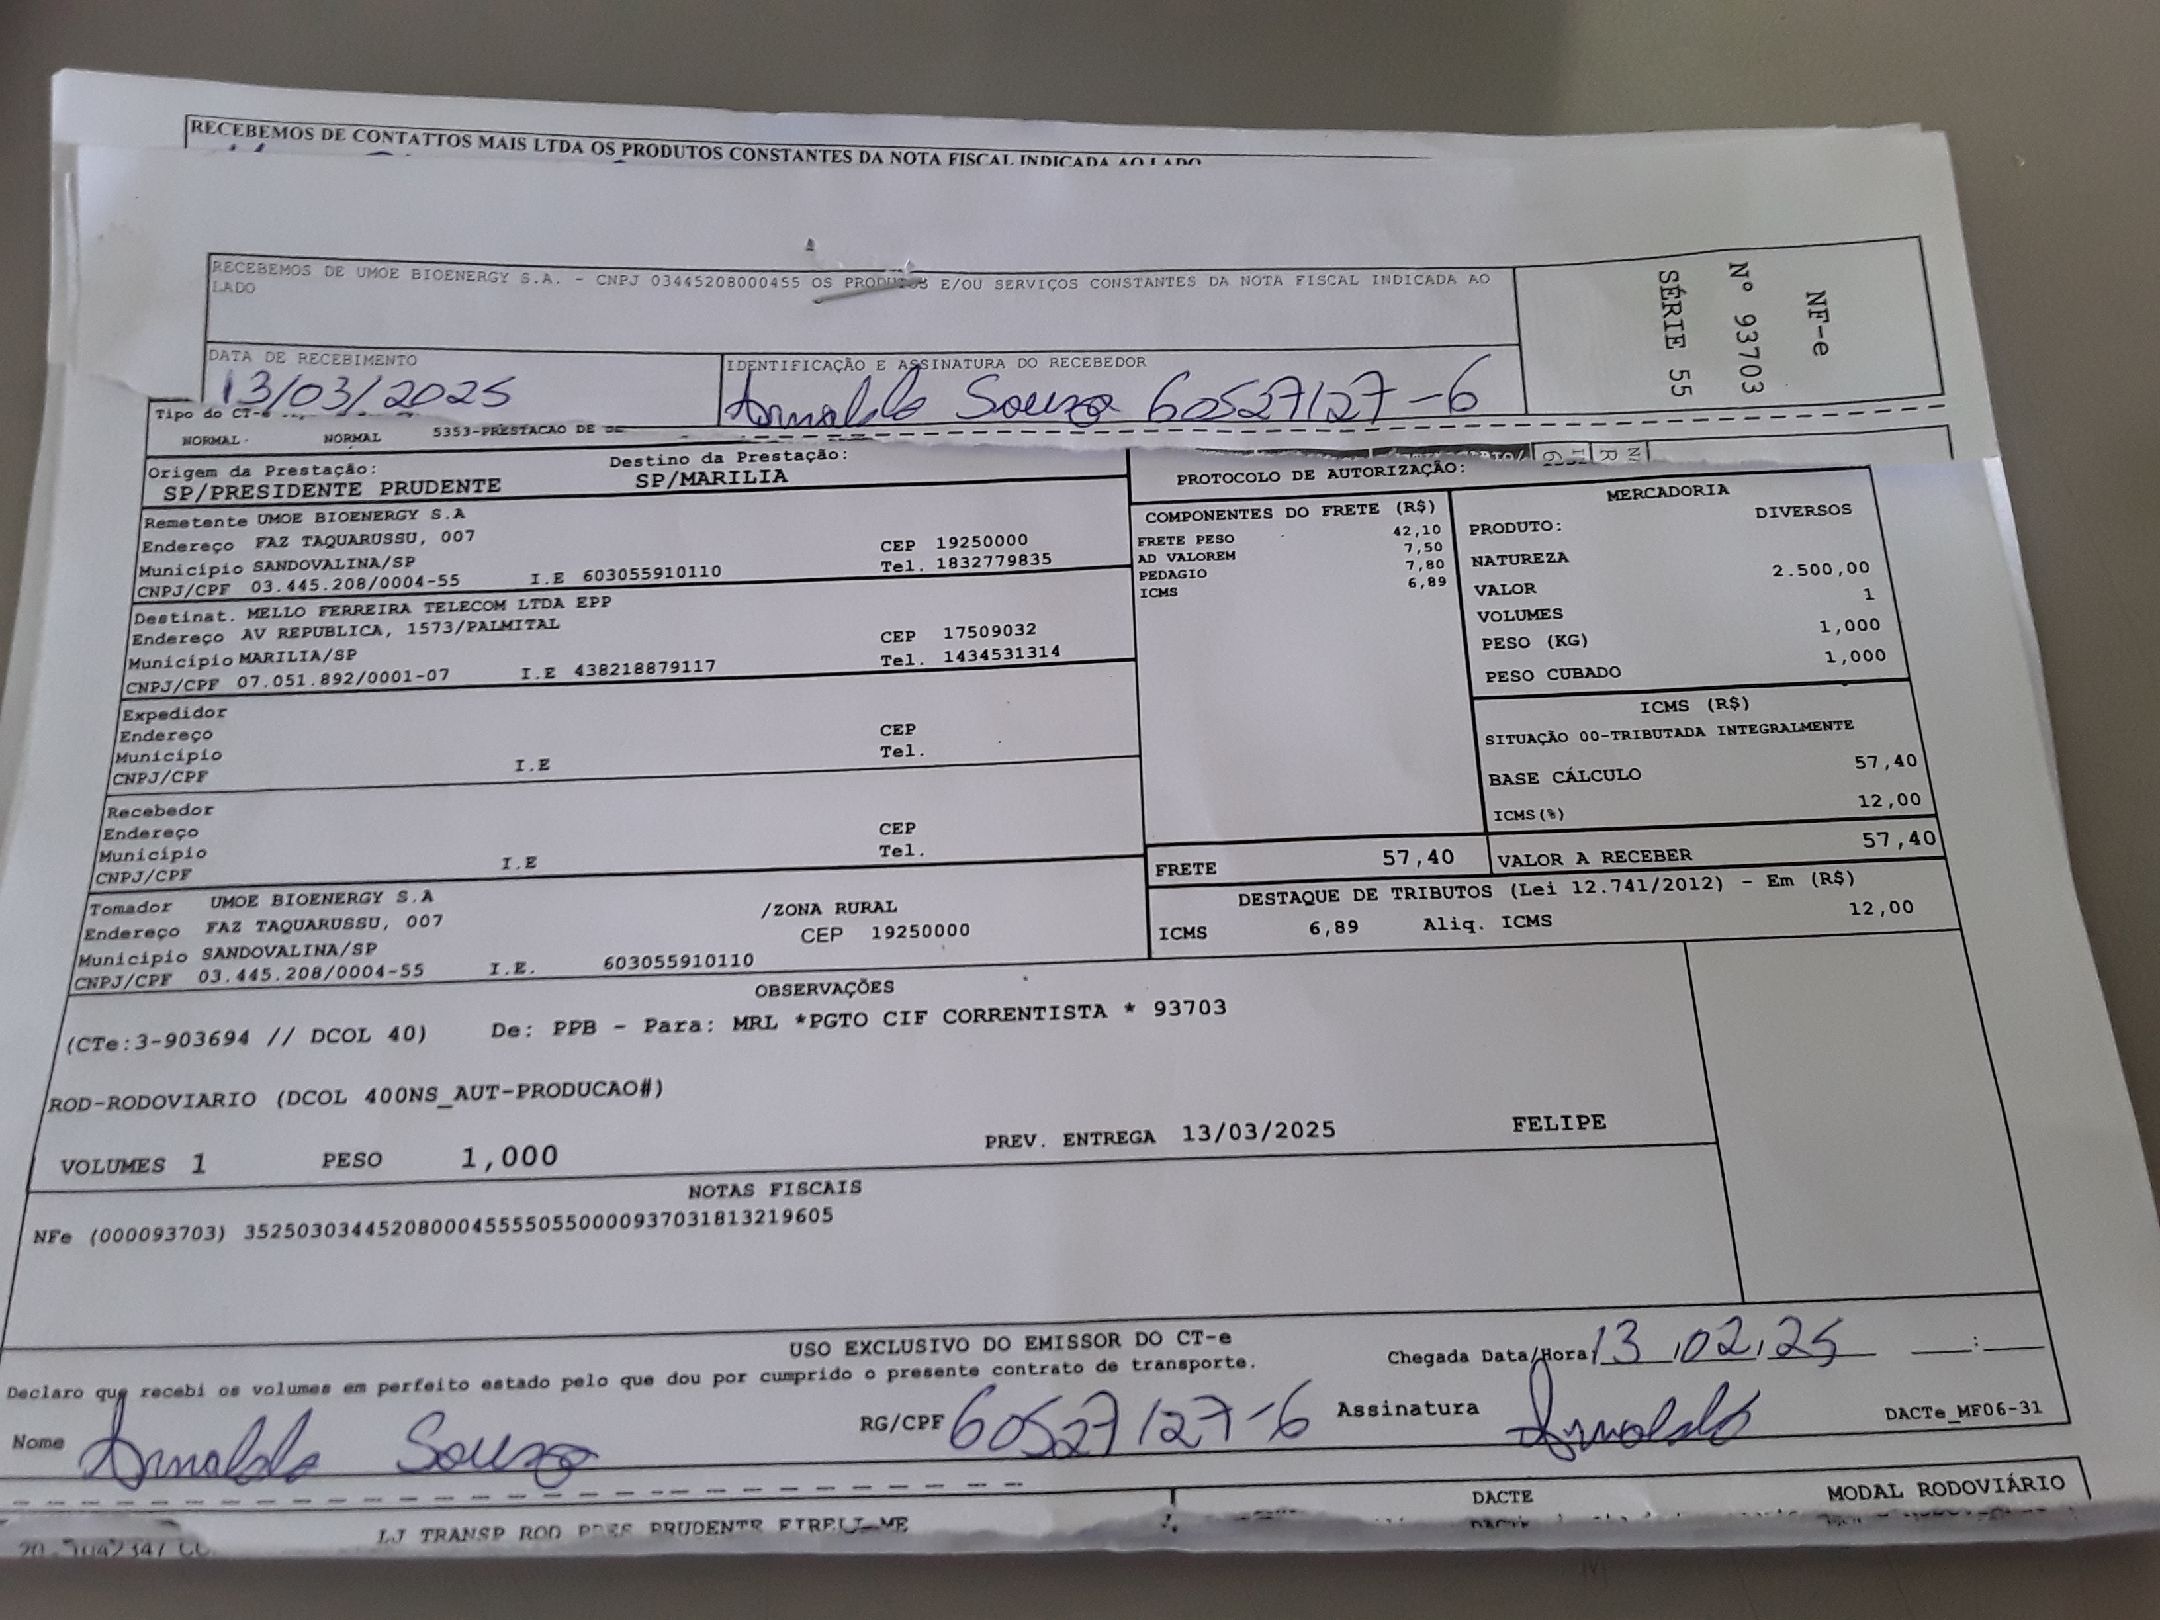 RECEBEMOS DE CONTATTOS MAIS LTDA OS PRODUTOS CONSTANTES DA NOTA FISCAL INDICADA AO LADO
RECEBEMOS DE UMOE BIOENERGY S.A. - CNPJ 03445208000455 OS PRODUTOS E/OU SERVIÇOS CONSTANTES DA NOTA FISCAL INDICADA AO
LADO
NF-e
Nº 93703
SÉRIE 55
DATA DE RECEBIMENTO
13/03/2025
IDENTIFICAÇÃO E ASSINATURA DO RECEBEDOR
Arnaldo Souza 60527127-6
Tipo do CT-e
NORMAL NORMAL 5353-PRESTACAO DE
Origem da Prestação: Destino da Prestação:
SP/PRESIDENTE PRUDENTE SP/MARILIA
PROTOCOLO DE AUTORIZAÇÃO:
Remetente UMOE BIOENERGY S.A
Endereço FAZ TAQUARUSSU, 007 CEP 19250000
Município SANDOVALINA/SP Tel. 1832779835
CNPJ/CPF 03.445.208/0004-55 I.E 603055910110
Destinat. MELLO FERREIRA TELECOM LTDA EPP
Endereço AV REPUBLICA, 1573/PALMITAL CEP 17509032
Município MARILIA/SP Tel. 1434531314
CNPJ/CPF 07.051.892/0001-07 I.E 438218879117
Expedidor
Endereço CEP
Município Tel.
CNPJ/CPF I.E
Recebedor
Endereço CEP
Município Tel.
CNPJ/CPF I.E
Tomador UMOE BIOENERGY S.A
Endereço FAZ TAQUARUSSU, 007 /ZONA RURAL
Município SANDOVALINA/SP CEP 19250000
CNPJ/CPF 03.445.208/0004-55 I.E. 603055910110
COMPONENTES DO FRETE (R$)
FRETE PESO 42,10
AD VALOREM 7,50
PEDAGIO 7,80
ICMS 6,89
MERCADORIA
PRODUTO: DIVERSOS
NATUREZA
VALOR 2.500,00
VOLUMES 1
PESO (KG) 1,000
PESO CUBADO 1,000
ICMS (R$)
SITUAÇÃO 00-TRIBUTADA INTEGRALMENTE
BASE CÁLCULO 57,40
ICMS(%) 12,00
FRETE 57,40 VALOR A RECEBER 57,40
DESTAQUE DE TRIBUTOS (Lei 12.741/2012) - Em (R$)
ICMS 6,89 Aliq. ICMS 12,00
OBSERVAÇÕES
(CTe:3-903694 // DCOL 40) De: PPB - Para: MRL *PGTO CIF CORRENTISTA * 93703
ROD-RODOVIARIO (DCOL 400NS_AUT-PRODUCAO#)
VOLUMES 1 PESO 1,000 PREV. ENTREGA 13/03/2025 FELIPE
NOTAS FISCAIS
NFe (000093703) 35250303445208000455550550000937031813219605
USO EXCLUSIVO DO EMISSOR DO CT-e
Declaro que recebi os volumes em perfeito estado pelo que dou por cumprido o presente contrato de transporte.
Chegada Data/Hora 13,02,25 :
Nome Arnaldo Souza RG/CPF 60527127-6 Assinatura Arnaldo
DACTe_MF06-31
LJ TRANSP ROD PRES PRUDENTE EIRELI-ME
DACTE MODAL RODOVIÁRIO